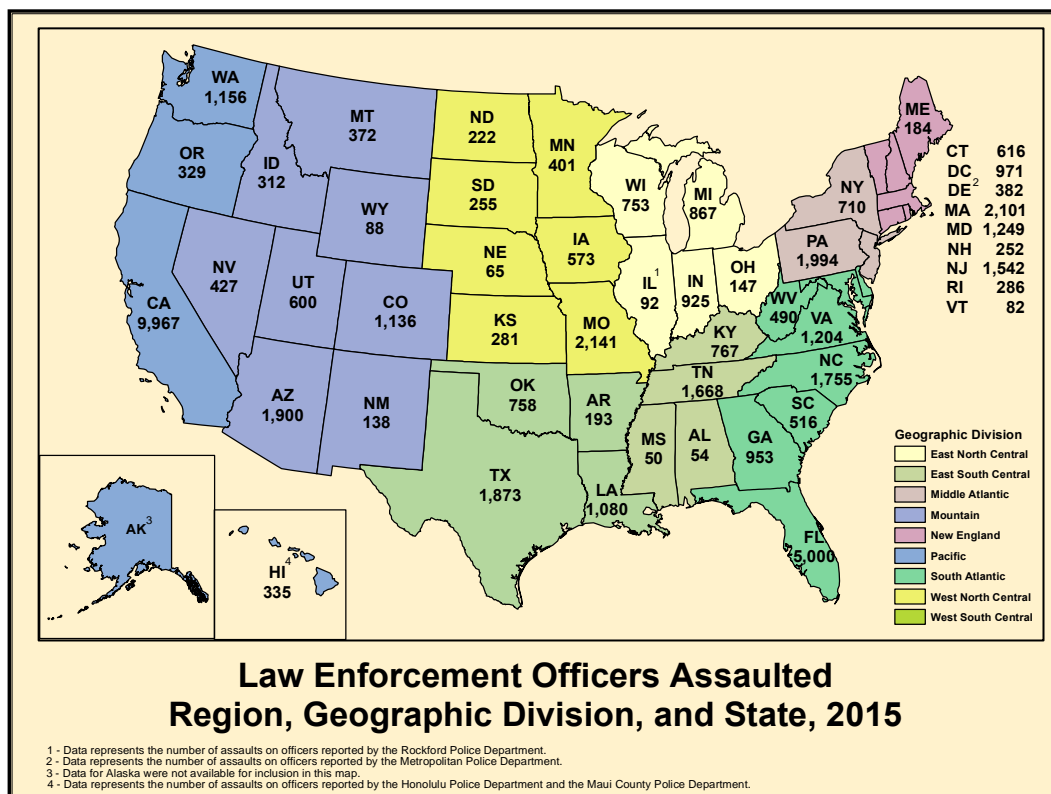 WA
1,156
MT
372
ND
222
MN
401
ME
184
OR
329
ID
312
SD
255
WI
753
MI
867
NY
710
CT 616
DC 971
DE2 382
MA 2,101
MD 1,249
NH 252
NJ 1,542
RI 286
VT 82
WY
88
NE
65
IA
573
PA
1,994
NV
427
UT
600
CO
1,136
CA
9,967
KS
281
MO
2,141
IL1
92
IN
925
OH
147
WV
490
VA
1,204
KY
767
NC
1,755
TN
1,668
AZ
1,900
NM
138
OK
758
AR
193
SC
516
MS
50
AL
54
GA
953
TX
1,873
LA
1,080
FL
5,000
AK3
HI4
335
Geographic Division
East North Central
East South Central
Middle Atlantic
Mountain
New England
Pacific
South Atlantic
West North Central
West South Central
Law Enforcement Officers Assaulted
Region, Geographic Division, and State, 2015
1 - Data represents the number of assaults on officers reported by the Rockford Police Department.
2 - Data represents the number of assaults on officers reported by the Metropolitan Police Department.
3 - Data for Alaska were not available for inclusion in this map.
4 - Data represents the number of assaults on officers reported by the Honolulu Police Department and the Maui County Police Department.